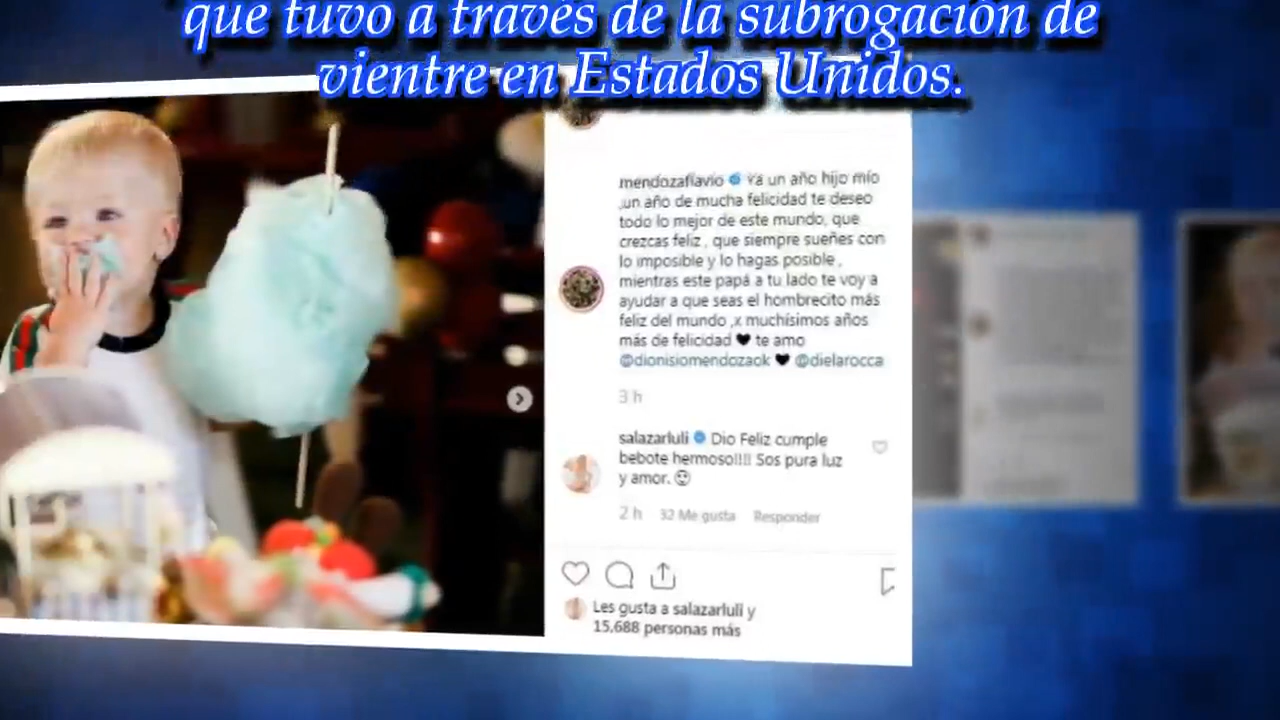 que tuvo a través de la subrogación de
vientre en Estados Unidos.
mendozaflavio Ya un año hijo mío
,un año de mucha felicidad te deseo
todo lo mejor de este mundo, que
crezcas feliz , que siempre sueñes con
lo imposible y lo hagas posible ,
mientras este papá a tu lado te voy a
ayudar a que seas el hombrecito más
feliz del mundo ,x muchísimos años
más de felicidad 🖤 te amo
@dionisiomendozaok 🖤 @dielarocca
3 h
salazarluli Dio Feliz cumple
bebote hermoso!!!! Sos pura luz
y amor. 😍
2 h 32 Me gusta Responder
Les gusta a salazarluli y
15,688 personas más